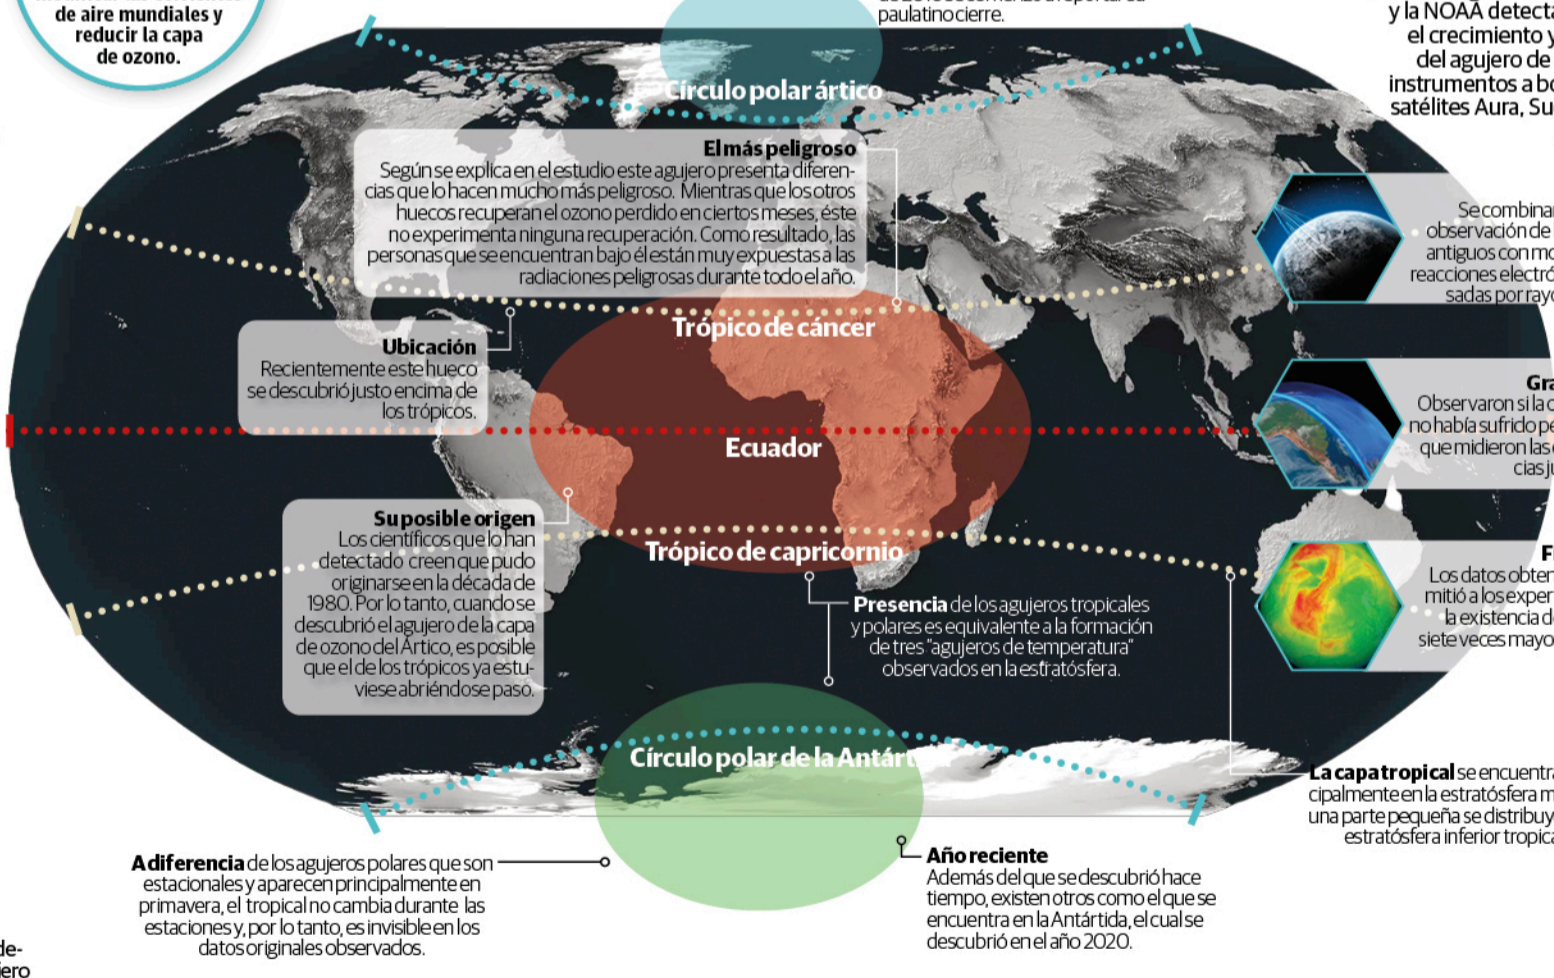 de aire mundiales y
reducir la capa
de ozono.
paulatino cierre.
y la NOAA detecta
el crecimiento y
del agujero de
instrumentos a bo
satélites Aura, Su
Círculo polar ártico
El más peligroso
Según se explica en el estudio este agujero presenta diferen-
cias que lo hacen mucho más peligroso. Mientras que los otros
huecos recuperan el ozono perdido en ciertos meses, éste
no experimenta ninguna recuperación. Como resultado, las
personas que se encuentran bajo él están muy expuestas a las
radiaciones peligrosas durante todo el año.
Se combinar
observación de
antiguos con mo
reacciones electró
sadas por rayo
Trópico de cáncer
Ubicación
Recientemente este hueco
se descubrió justo encima de
los trópicos.
Gra
Observaron si la c
no había sufrido pe
que midieron las
cias ju
Ecuador
Su posible origen
Los científicos que lo han
detectado creen que pudo
originarse en la década de
1980. Por lo tanto, cuando se
descubrió el agujero de la capa
de ozono del Ártico, es posible
que el de los trópicos ya estu-
viese abriéndose paso.
Trópico de capricornio
Presencia de los agujeros tropicales
y polares es equivalente a la formación
de tres "agujeros de temperatura"
observados en la estratósfera.
Los datos obten
mitió a los exper
la existencia de
siete veces mayo
Círculo polar de la Antárti
La capa tropical se encuentra
cipalmente en la estratósfera m
una parte pequeña se distribuy
estratósfera inferior tropica
A diferencia de los agujeros polares que son
estacionales y aparecen principalmente en
primavera, el tropical no cambia durante las
estaciones y, por lo tanto, es invisible en los
datos originales observados.
Año reciente
Además del que se descubrió hace
tiempo, existen otros como el que se
encuentra en la Antártida, el cual se
descubrió en el año 2020.
de-
jero